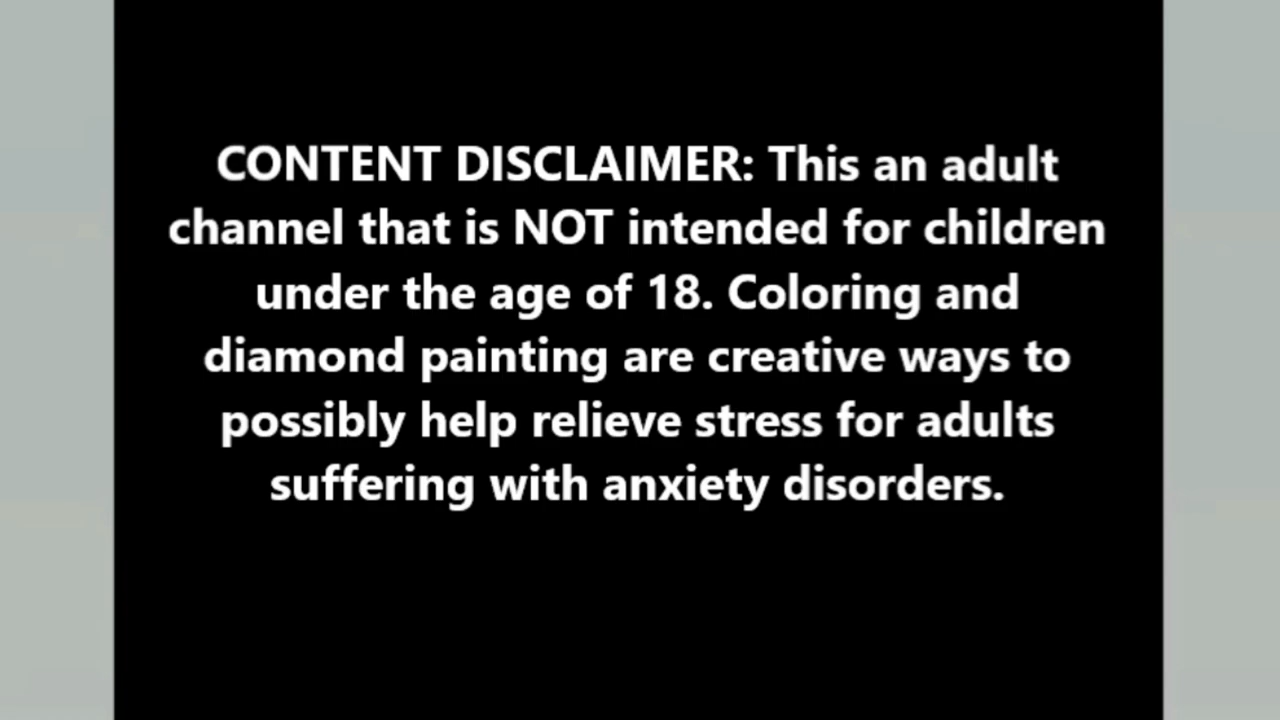 CONTENT DISCLAIMER: This an adult
channel that is NOT intended for children
under the age of 18. Coloring and
diamond painting are creative ways to
possibly help relieve stress for adults
suffering with anxiety disorders.